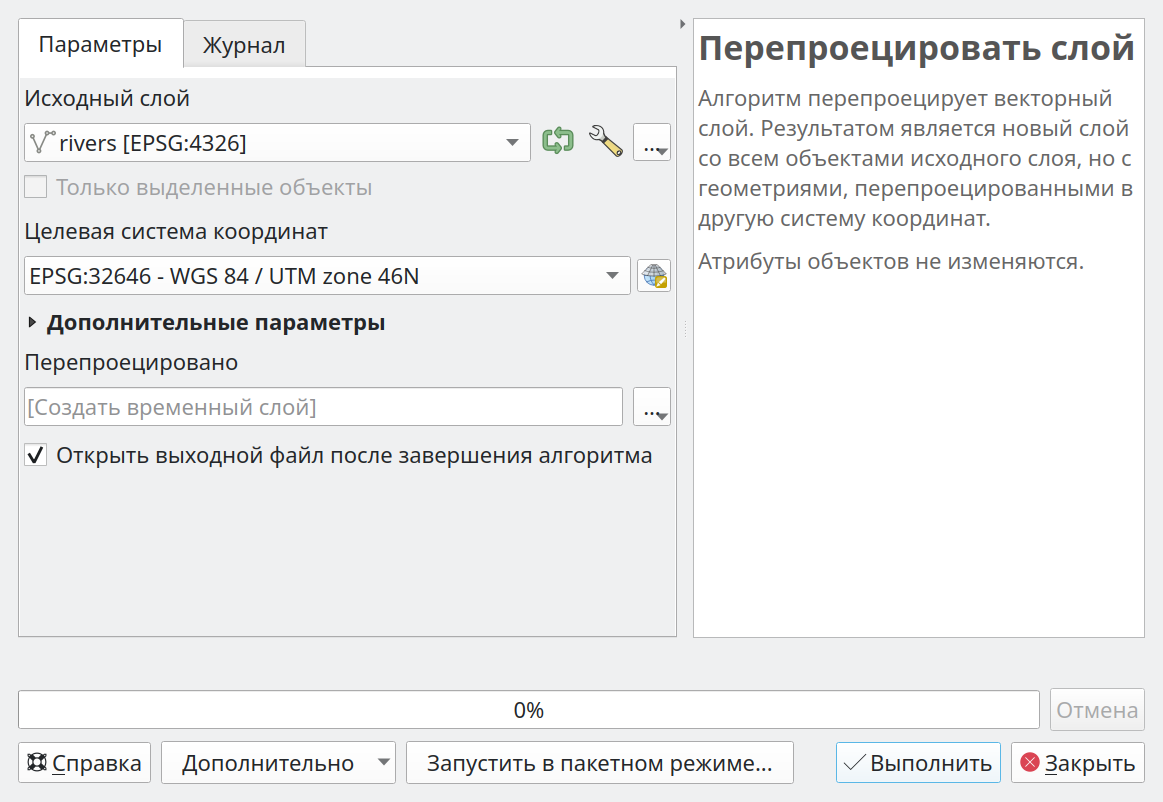 Параметры
Журнал
Исходный слой
rivers [EPSG:4326]
...
Только выделенные объекты
Целевая система координат
EPSG:32646 - WGS 84 / UTM zone 46N
Дополнительные параметры
Перепроецировано
[Создать временный слой]
...
Открыть выходной файл после завершения алгоритма
Перепроецировать слой
Алгоритм перепроецирует векторный
слой. Результатом является новый слой
со всем объектами исходного слоя, но с
геометриями, перепроецированными в
другую систему координат.
Атрибуты объектов не изменяются.
0%
Отмена
Справка
Дополнительно
Запустить в пакетном режиме...
Выполнить
Закрыть